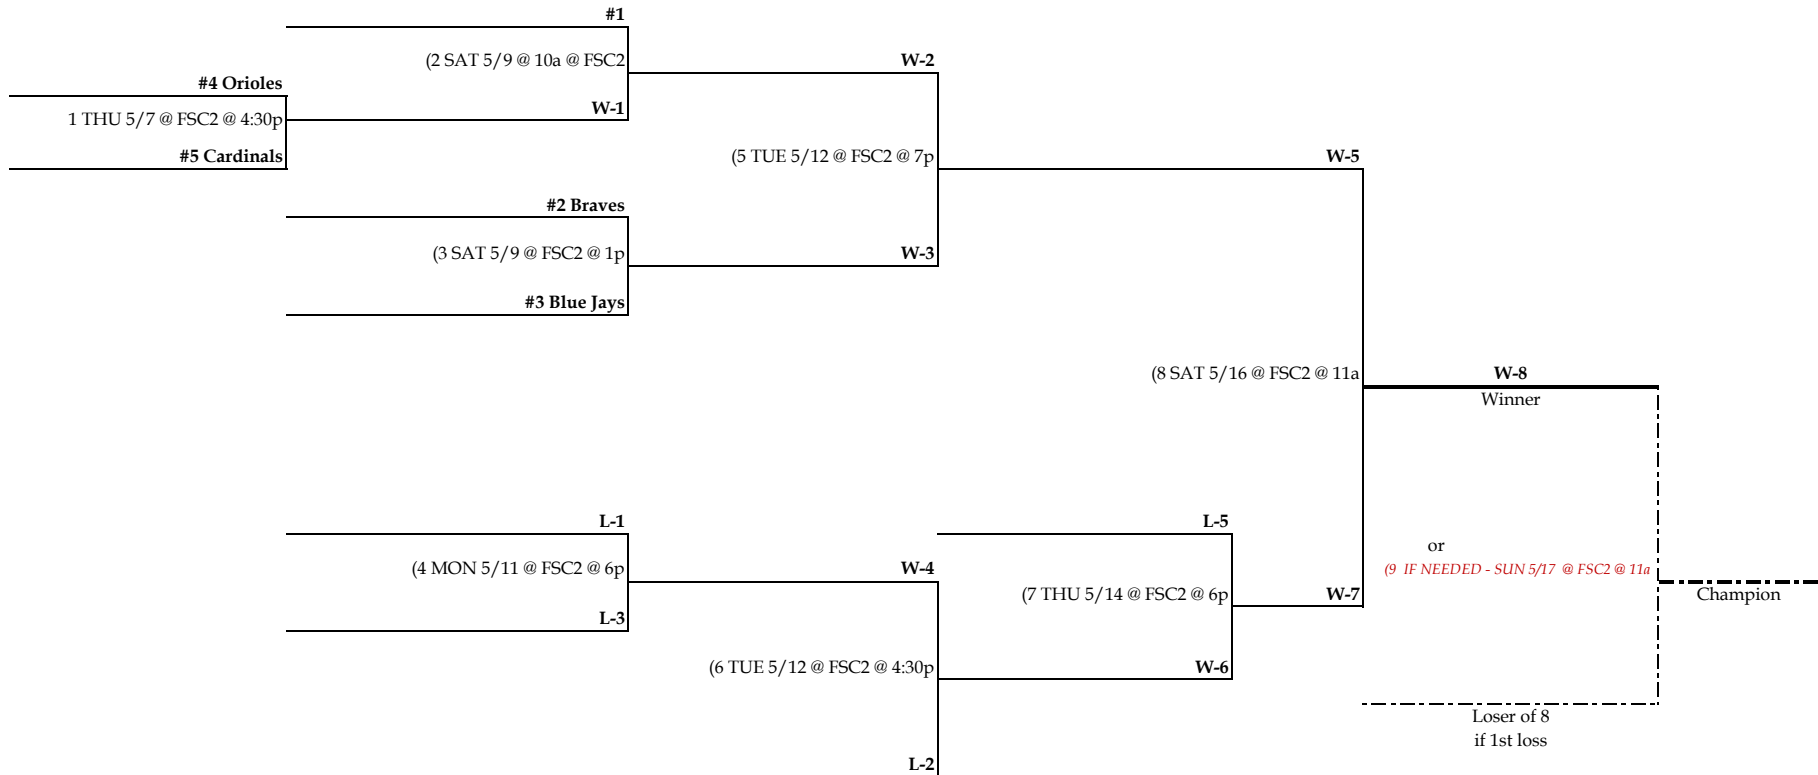 #1
(2 SAT 5/9 @ 10a @ FSC2
W-2
#4 Orioles
W-1
1 THU 5/7 @ FSC2 @ 4:30p
#5 Cardinals
(5 TUE 5/12 @ FSC2 @ 7p
W-5
#2 Braves
(3 SAT 5/9 @ FSC2 @ 1p
W-3
#3 Blue Jays
(8 SAT 5/16 @ FSC2 @ 11a
W-8
Winner
L-1
L-5
or
(4 MON 5/11 @ FSC2 @ 6p
W-4
(9 IF NEEDED - SUN 5/17 @ FSC2 @ 11a
(7 THU 5/14 @ FSC2 @ 6p
W-7
Champion
L-3
(6 TUE 5/12 @ FSC2 @ 4:30p
W-6
Loser of 8
if 1st loss
L-2